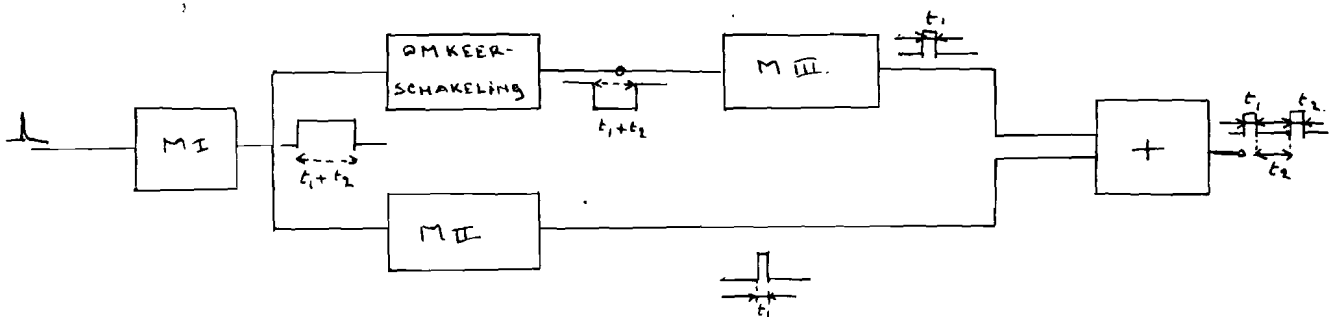 M I
t₁+t₂
OMKEER-
SCHAKELING
t₁+t₂
M III.
t₁
M II
t₁
+
t₁
t₂
t₂